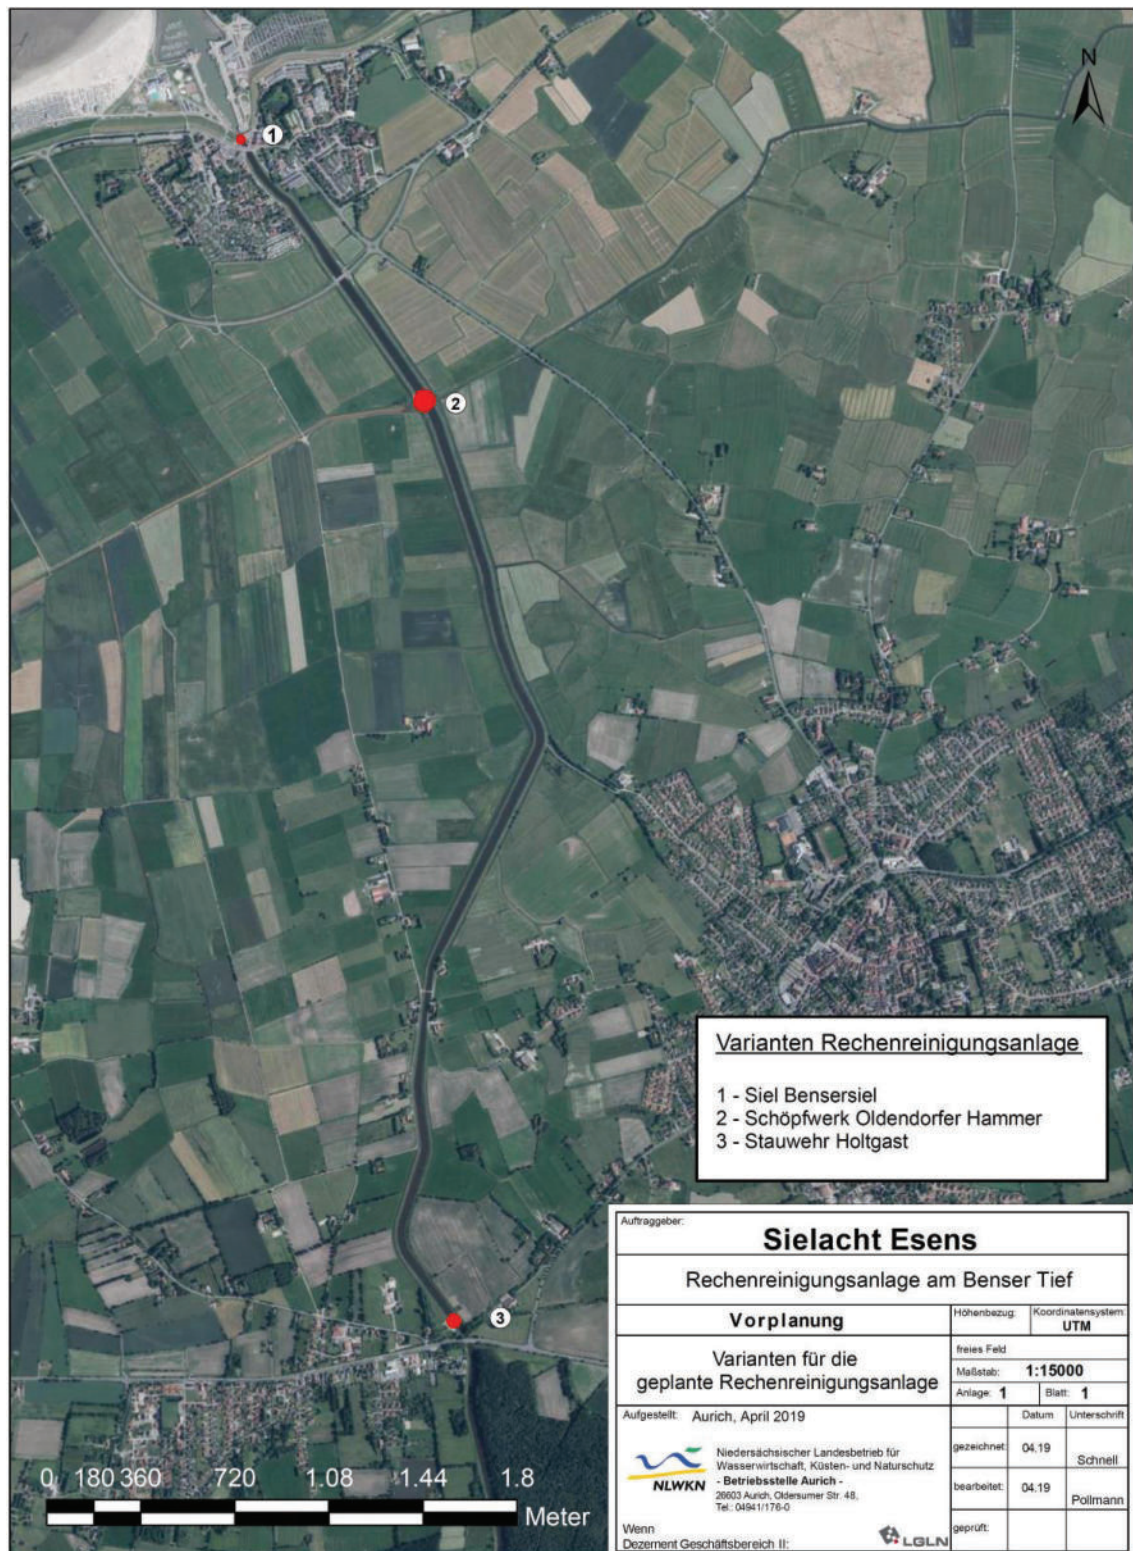 N
1
2
3
Varianten Rechenreinigungsanlage
1 - Siel Bensersiel
2 - Schöpfwerk Oldendorfer Hammer
3 - Stauwehr Holtgast
Auftraggeber:
Sielacht Esens
Rechenreinigungsanlage am Benser Tief
Vorplanung
Höhenbezug:
Koordinatensystem:
UTM
Varianten für die
geplante Rechenreinigungsanlage
freies Feld
Maßstab: 1:15000
Anlage: 1
Blatt: 1
Aufgestellt: Aurich, April 2019
Datum
Unterschrift
NLWKN
Niedersächsischer Landesbetrieb für
Wasserwirtschaft, Küsten- und Naturschutz
- Betriebsstelle Aurich -
26603 Aurich, Oldersumer Str. 48,
Tel.: 04941/176-0
gezeichnet:
04.19
Schnell
bearbeitet:
04.19
Pollmann
geprüft:
Wenn
Dezernent Geschäftsbereich II:
LGLN
0 180 360 720 1.08 1.44 1.8
Meter